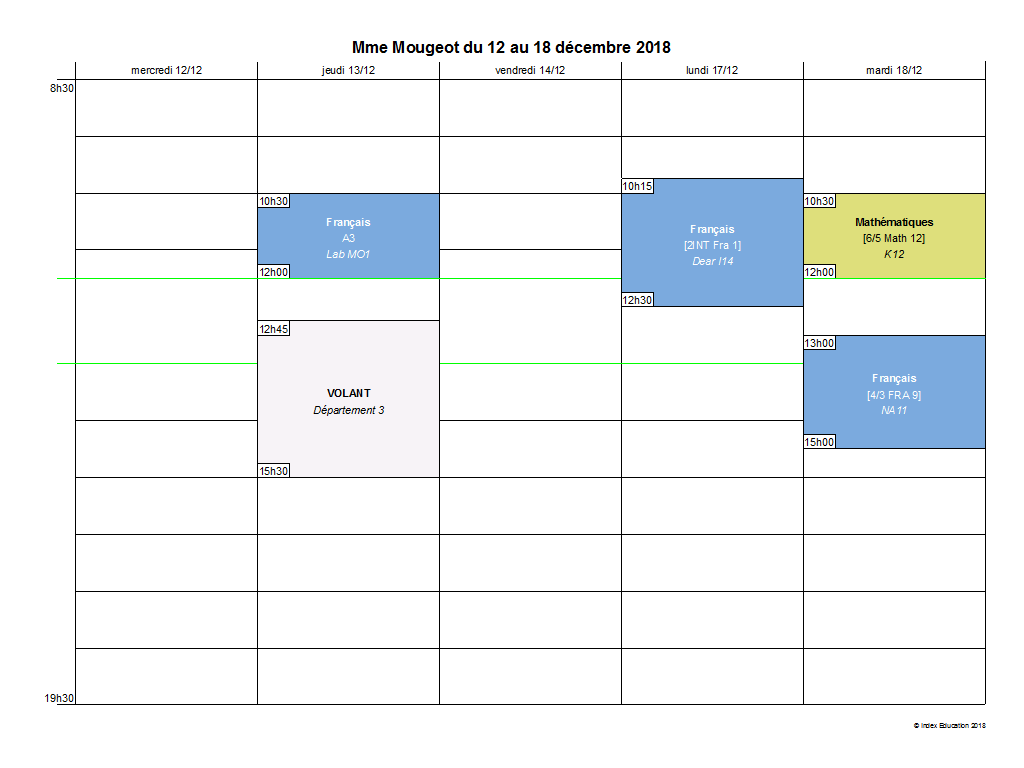 Mme Mougeot du 12 au 18 décembre 2018
mercredi 12/12
jeudi 13/12
vendredi 14/12
lundi 17/12
mardi 18/12
8h30
10h30
Français
A3
Lab MO1
12h00
12h45
VOLANT
Département 3
15h30
10h15
Français
[2INT Fra 1]
Dear I14
12h30
10h30
Mathématiques
[6/5 Math 12]
K12
12h00
13h00
Français
[4/3 FRA 9]
NA11
15h00
19h30
© Index Education 2018